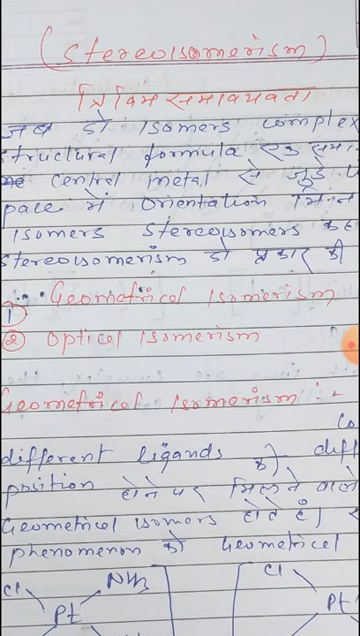 (Stereoisomerism)
त्रिविम समावयवता
जब दो Isomers complex
structural formula एक समा
central metal से जुड़े
pace में Orientation भिन्न
Isomers Stereoisomers कह
Stereoisomerism दो प्रकार की
① Geometrical Isomerism
② Optical Isomerism
Geometrical Isomerism :-
Co
different ligands के diff
position होने पर मिलने वाले
Geometrical isomers होते हैं।
phenomenon को Geometrical
Cl NH3 Cl
Pt Pt